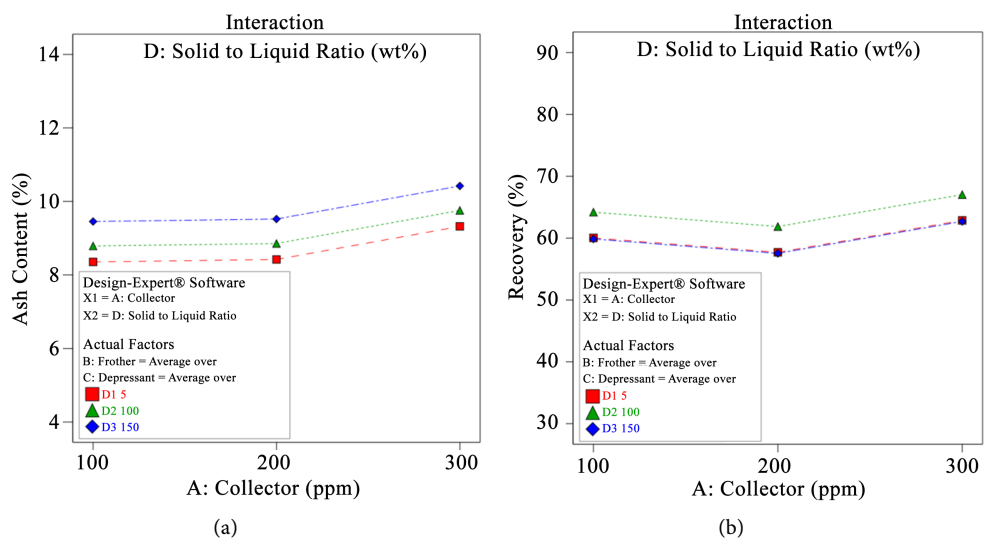 Interaction
D: Solid to Liquid Ratio (wt%)
14
12
10
8
6
4
Ash Content (%)
Design-Expert® Software
X1 = A: Collector
X2 = D: Solid to Liquid Ratio
Actual Factors
B: Frother = Average over
C: Depressant = Average over
D1 5
D2 100
D3 150
100 200 300
A: Collector (ppm)
(a)
Interaction
D: Solid to Liquid Ratio (wt%)
90
80
70
60
50
40
30
Recovery (%)
Design-Expert® Software
X1 = A: Collector
X2 = D: Solid to Liquid Ratio
Actual Factors
B: Frother = Average over
C: Depressant = Average over
D1 5
D2 100
D3 150
100 200 300
A: Collector (ppm)
(b)